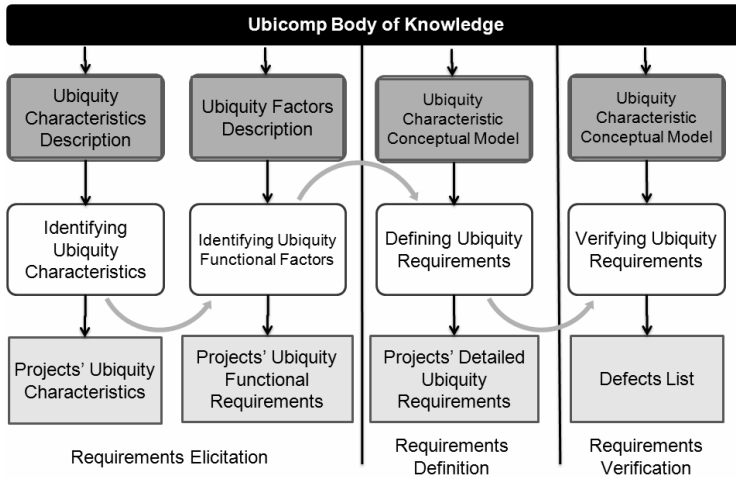 Ubicomp Body of Knowledge
Ubiquity
Characteristics
Description
Ubiquity Factors
Description
Ubiquity
Characteristic
Conceptual Model
Ubiquity
Characteristic
Conceptual Model
Identifying
Ubiquity
Characteristics
Identifying Ubiquity
Functional Factors
Defining Ubiquity
Requirements
Verifying Ubiquity
Requirements
Projects' Ubiquity
Characteristics
Projects' Ubiquity
Functional
Requirements
Projects' Detailed
Ubiquity
Requirements
Defects List
Requirements Elicitation
Requirements
Definition
Requirements
Verification